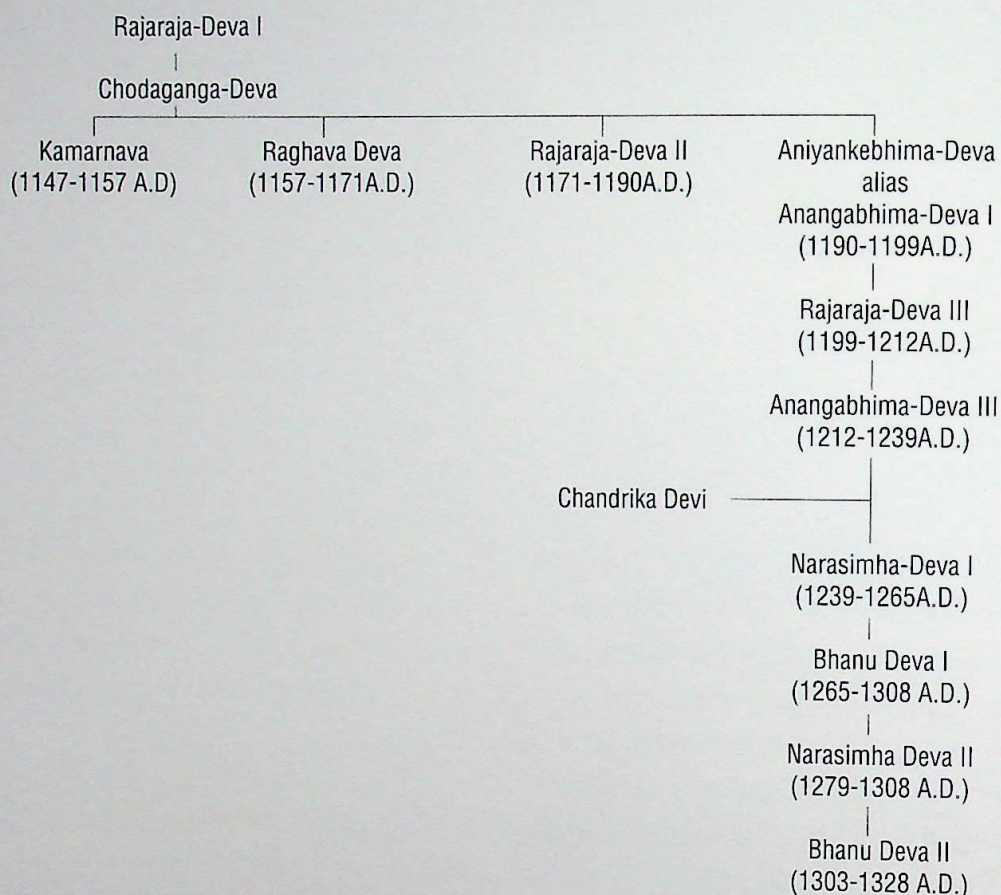 Rajaraja-Deva I
Chodaganga-Deva
Kamarnava
(1147-1157 A.D)
Raghava Deva
(1157-1171A.D.)
Rajaraja-Deva II
(1171-1190A.D.)
Aniyankebhima-Deva
alias
Anangabhima-Deva I
(1190-1199A.D.)
Rajaraja-Deva III
(1199-1212A.D.)
Anangabhima-Deva III
(1212-1239A.D.)
Chandrika Devi
Narasimha-Deva I
(1239-1265A.D.)
Bhanu Deva I
(1265-1308 A.D.)
Narasimha Deva II
(1279-1308 A.D.)
Bhanu Deva II
(1303-1328 A.D.)